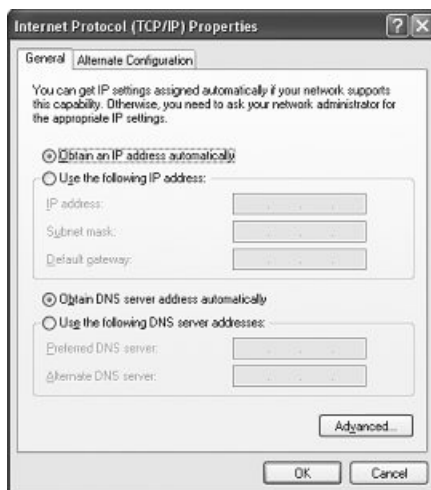 Internet Protocol (TCP/IP) Properties
General
Alternate Configuration
You can get IP settings assigned automatically if your network supports
this capability. Otherwise, you need to ask your network administrator for
the appropriate IP settings.
Obtain an IP address automatically
Use the following IP address:
IP address:
Subnet mask:
Default gateway:
Obtain DNS server address automatically
Use the following DNS server addresses:
Preferred DNS server:
Alternate DNS server:
Advanced...
OK
Cancel